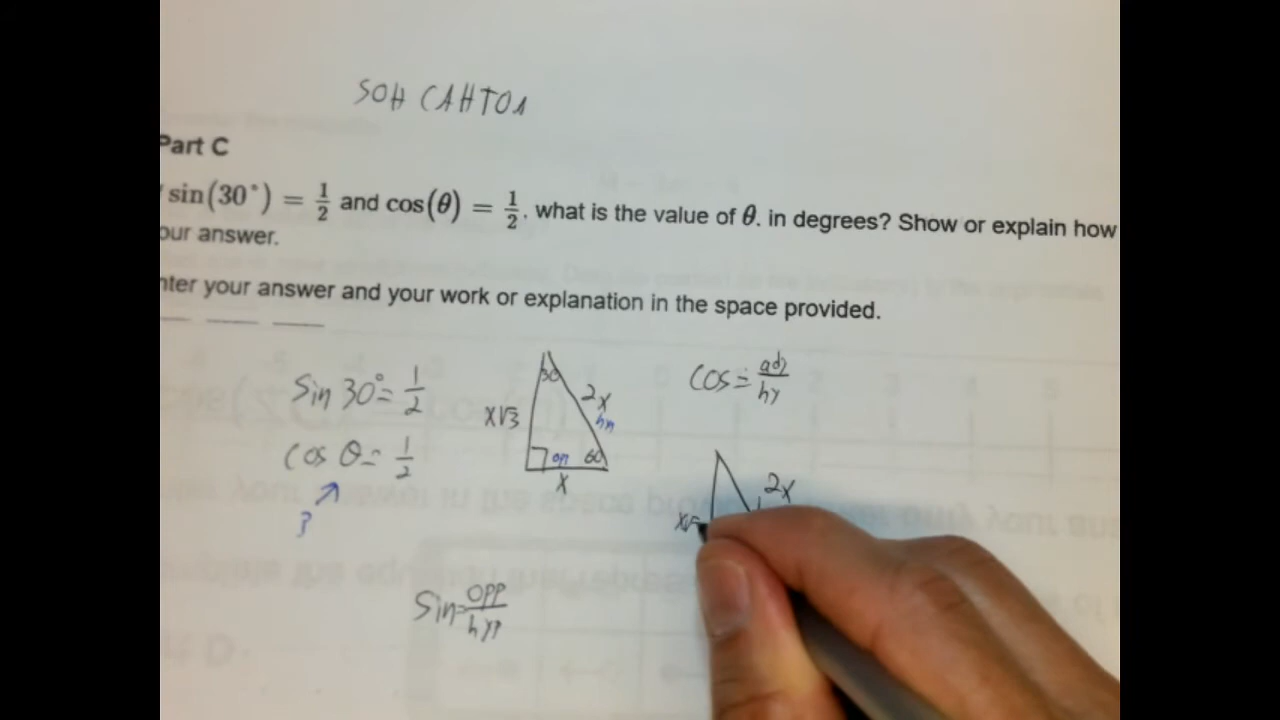 SOH CAHTOA
Part C
sin(30°) = 1/2 and cos(θ) = 1/2, what is the value of θ. in degrees? Show or explain how
our answer.
nter your answer and your work or explanation in the space provided.
Sin 30° = 1/2
Cos θ = 1/2
?
30
x√3
2x
hy
opp
60
x
Cos = adj/hy
2x
x√
Sin = opp/hyp